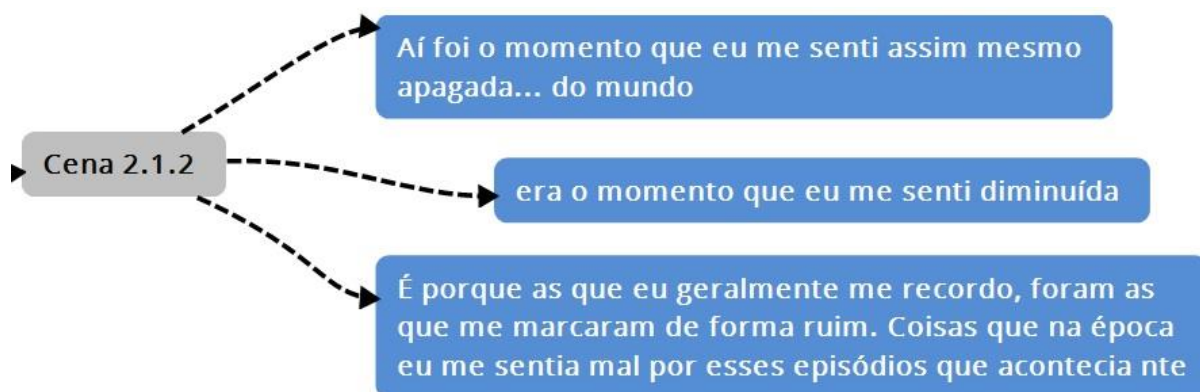 Aí foi o momento que eu me senti assim mesmo
apagada... do mundo
Cena 2.1.2
era o momento que eu me senti diminuída
É porque as que eu geralmente me recordo, foram as
que me marcaram de forma ruim. Coisas que na época
eu me sentia mal por esses episódios que acontecia nte